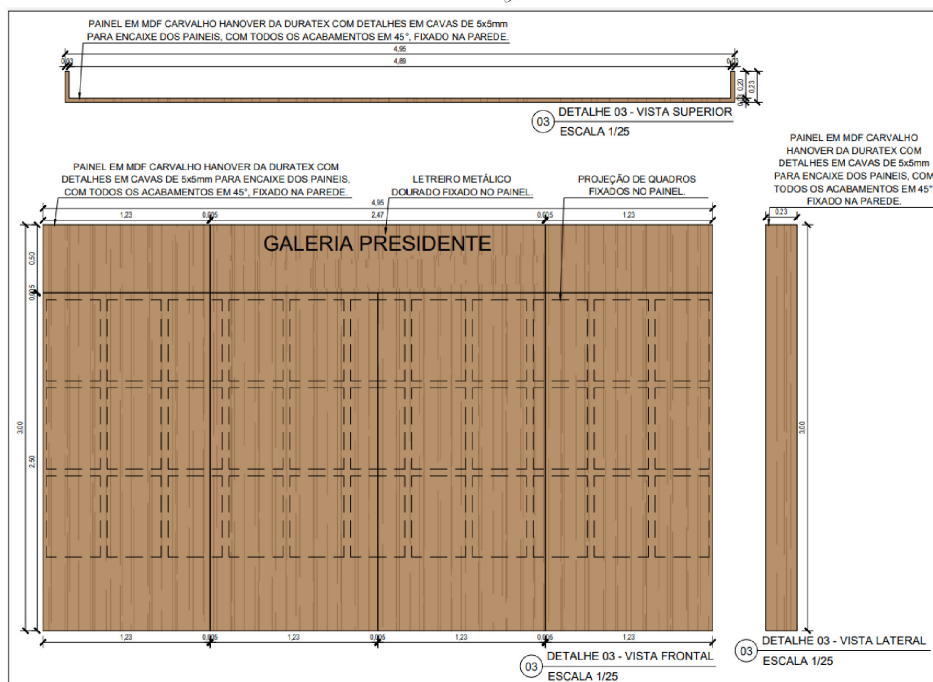 PAINEL EM MDF CARVALHO HANOVER DA DURATEX COM DETALHES EM CAVAS DE 5x5mm
PARA ENCAIXE DOS PAINEIS, COM TODOS OS ACABAMENTOS EM 45°, FIXADO NA PAREDE.
4,95
0,03
4,89
0,03
0,20
0,23
0,03
03
DETALHE 03 - VISTA SUPERIOR
ESCALA 1/25
PAINEL EM MDF CARVALHO HANOVER DA DURATEX COM
DETALHES EM CAVAS DE 5x5mm PARA ENCAIXE DOS PAINEIS,
COM TODOS OS ACABAMENTOS EM 45°, FIXADO NA PAREDE.
LETREIRO METÁLICO
DOURADO FIXADO NO PAINEL.
PROJEÇÃO DE QUADROS
FIXADOS NO PAINEL.
PAINEL EM MDF CARVALHO
HANOVER DA DURATEX COM
DETALHES EM CAVAS DE 5x5mm
PARA ENCAIXE DOS PAINEIS, COM
TODOS OS ACABAMENTOS EM 45°,
FIXADO NA PAREDE.
4,95
1,23
0,005
2,47
0,005
1,23
0,23
GALERIA PRESIDENTE
0,50
0,005
3,00
2,50
3,00
1,23
0,005
1,23
0,005
1,23
0,005
1,23
03
DETALHE 03 - VISTA FRONTAL
ESCALA 1/25
03
DETALHE 03 - VISTA LATERAL
ESCALA 1/25